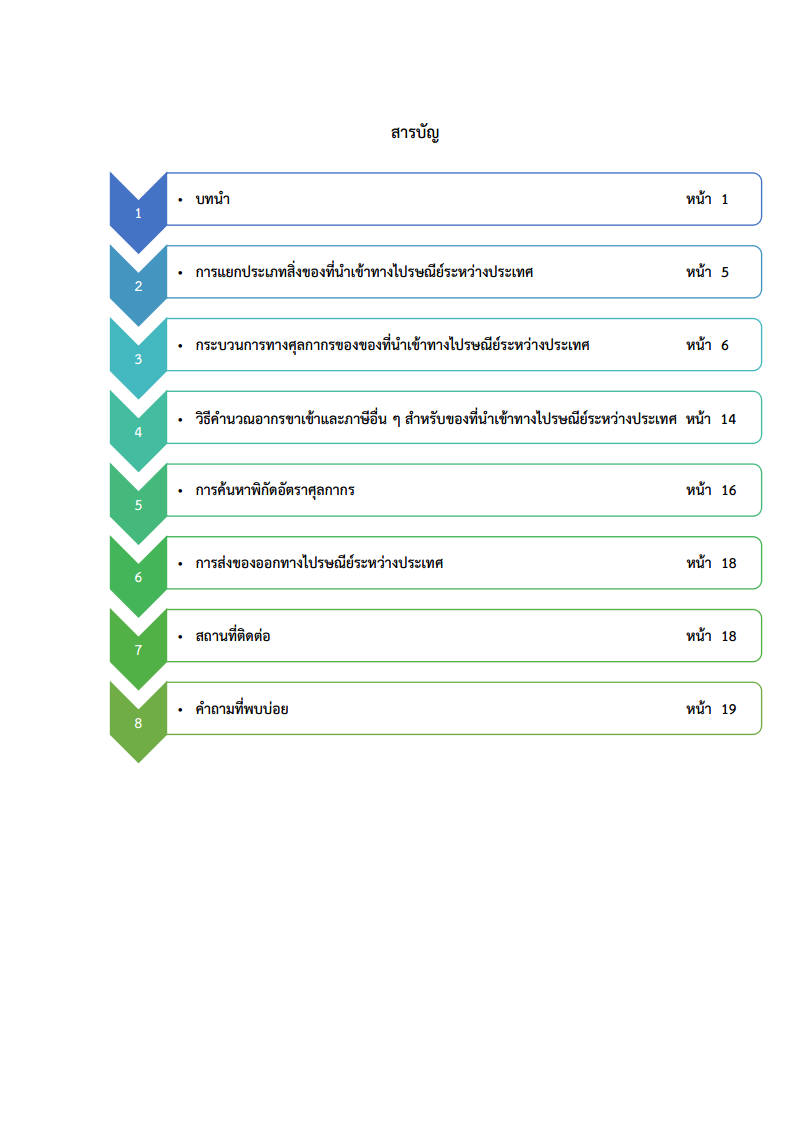 สารบัญ
1 • บทนำ หน้า 1
2 • การแยกประเภทสิ่งของที่นำเข้าทางไปรษณีย์ระหว่างประเทศ หน้า 5
3 • กระบวนการทางศุลกากรของของที่นำเข้าทางไปรษณีย์ระหว่างประเทศ หน้า 6
4 • วิธีคำนวณอากรขาเข้าและภาษีอื่น ๆ สำหรับของที่นำเข้าทางไปรษณีย์ระหว่างประเทศ หน้า 14
5 • การค้นหาพิกัดอัตราศุลกากร หน้า 16
6 • การส่งของออกทางไปรษณีย์ระหว่างประเทศ หน้า 18
7 • สถานที่ติดต่อ หน้า 18
8 • คำถามที่พบบ่อย หน้า 19